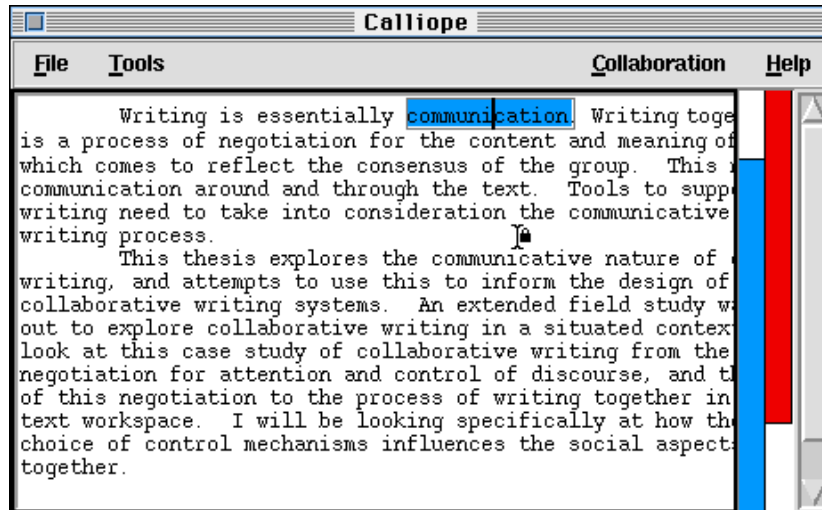 Calliope
File Tools Collaboration Help
Writing is essentially communication. Writing toge
is a process of negotiation for the content and meaning of
which comes to reflect the consensus of the group. This
communication around and through the text. Tools to supp
writing need to take into consideration the communicative
writing process.
This thesis explores the communicative nature of
writing, and attempts to use this to inform the design of
collaborative writing systems. An extended field study
out to explore collaborative writing in a situated contex
look at this case study of collaborative writing from the
negotiation for attention and control of discourse, and
of this negotiation to the process of writing together in
text workspace. I will be looking specifically at how
choice of control mechanisms influences the social aspect
together.